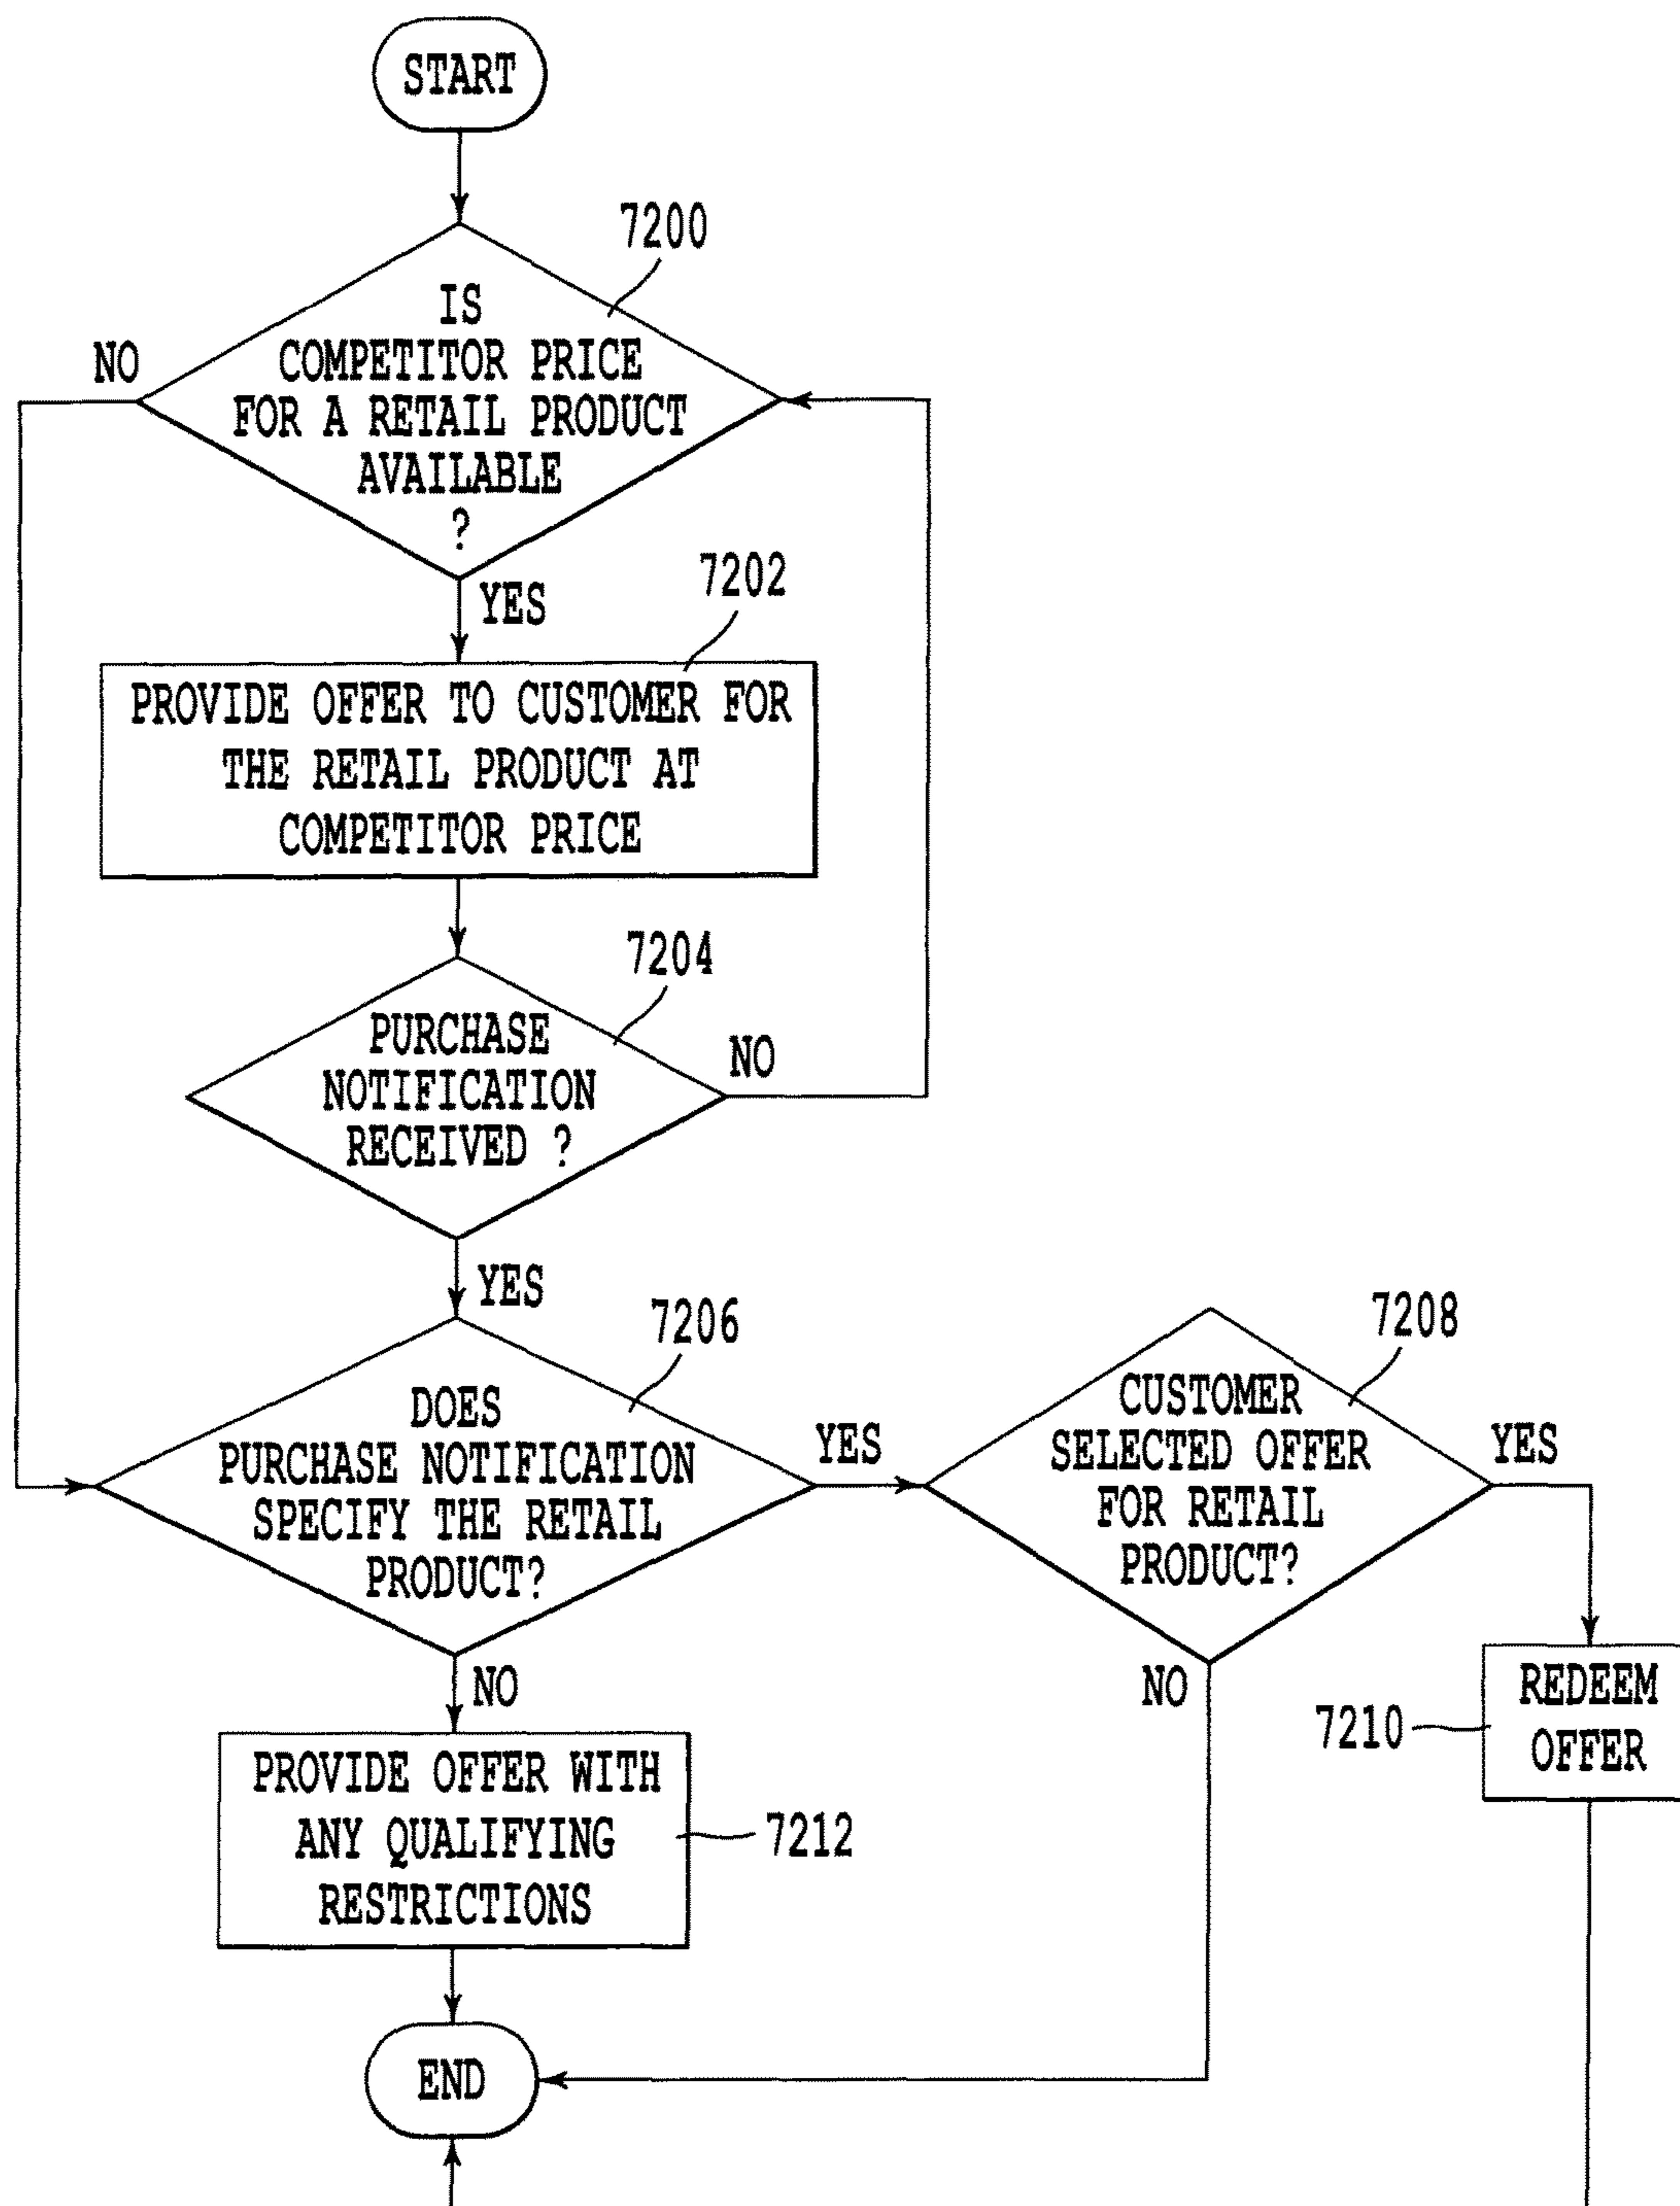 START
7200
IS
COMPETITOR PRICE
FOR A RETAIL PRODUCT
AVAILABLE
?
NO
YES
7202
PROVIDE OFFER TO CUSTOMER FOR
THE RETAIL PRODUCT AT
COMPETITOR PRICE
7204
PURCHASE
NOTIFICATION
RECEIVED ?
NO
YES
7206
DOES
PURCHASE NOTIFICATION
SPECIFY THE RETAIL
PRODUCT?
YES
7208
CUSTOMER
SELECTED OFFER
FOR RETAIL
PRODUCT?
YES
NO
NO
7210
REDEEM
OFFER
PROVIDE OFFER WITH
ANY QUALIFYING
RESTRICTIONS
7212
END